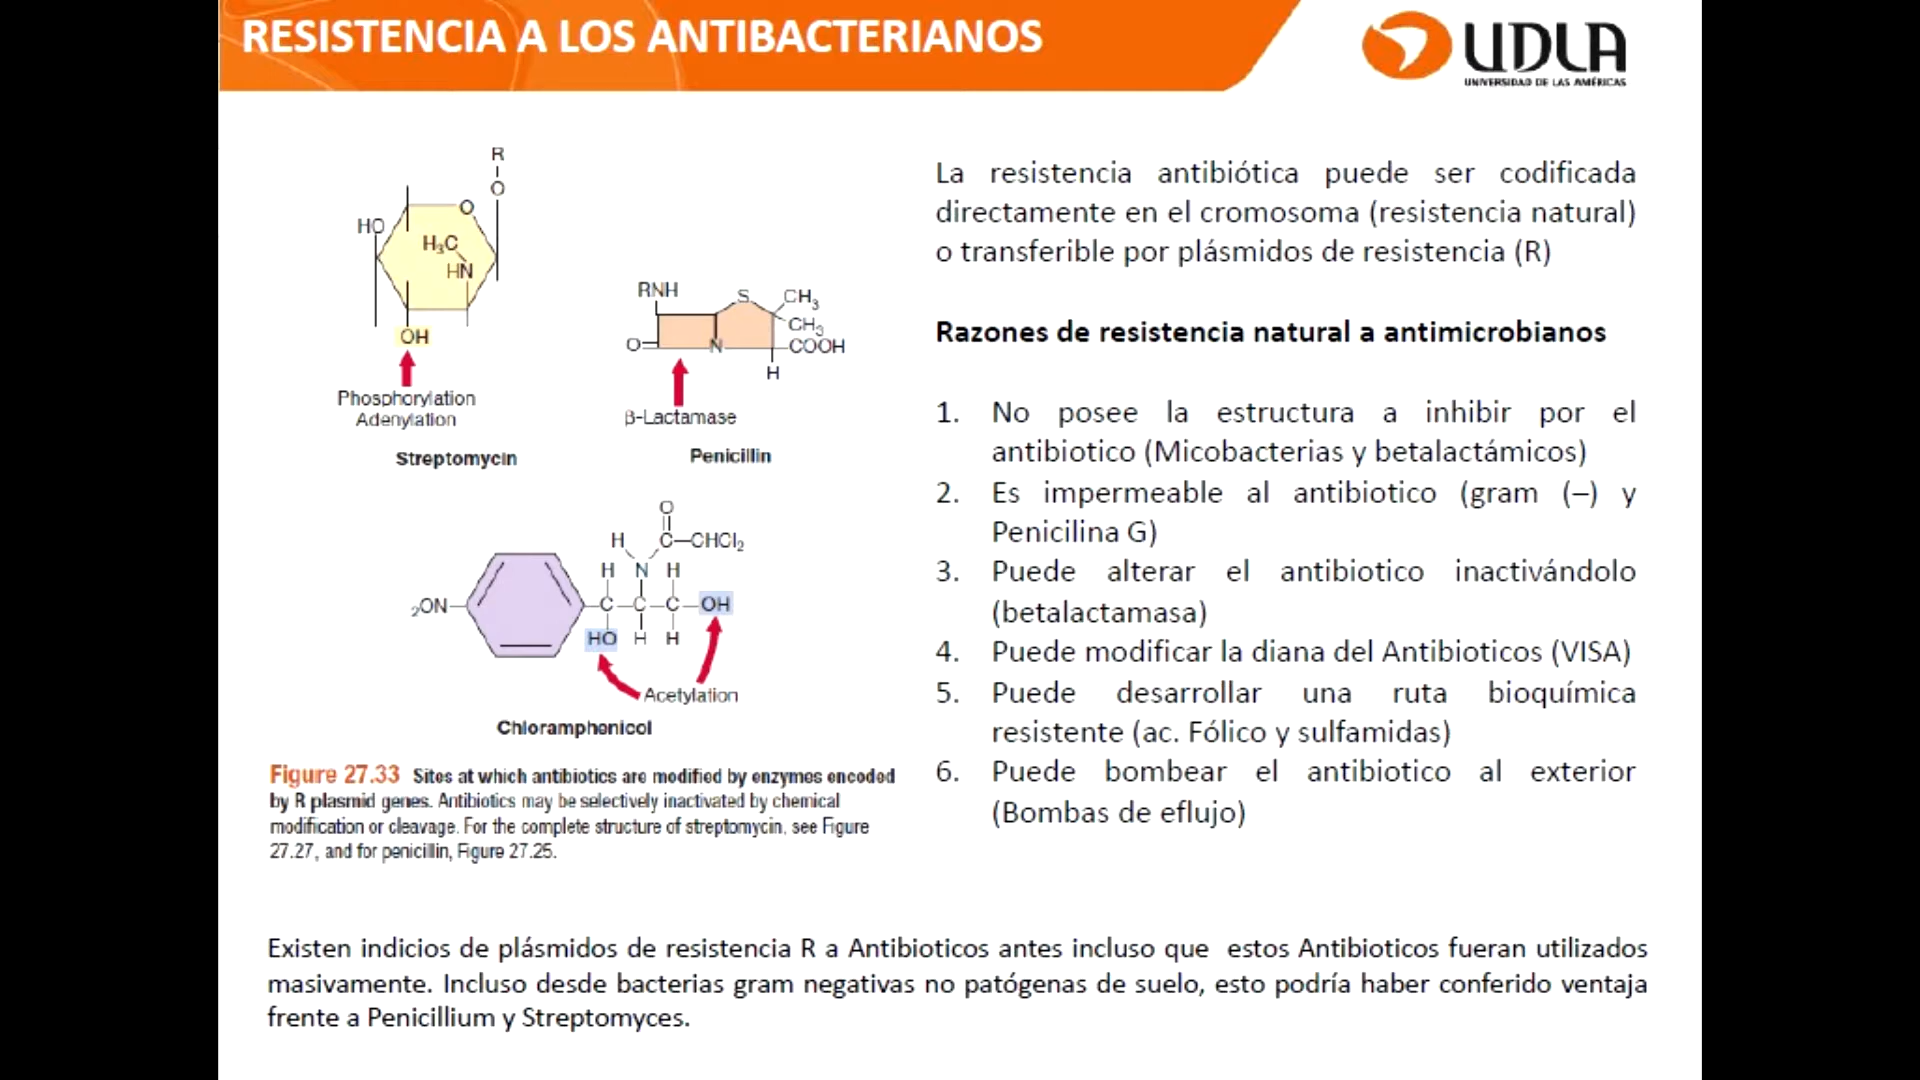 RESISTENCIA A LOS ANTIBACTERIANOS
UDLA
UNIVERSIDAD DE LAS AMÉRICAS
R
O
O
HO
H₃C
HN
OH
Phosphorylation
Adenylation
Streptomycin
RNH
S
CH₃
CH₃
O
N
COOH
H
β-Lactamase
Penicillin
O
H
C–CHCl₂
H N H
₂ON
C–C–C–OH
HO H H
Acetylation
Chloramphenicol
Figure 27.33 Sites at which antibiotics are modified by enzymes encoded
by R plasmid genes. Antibiotics may be selectively inactivated by chemical
modification or cleavage. For the complete structure of streptomycin, see Figure
27.27, and for penicillin, Figure 27.25.
La resistencia antibiótica puede ser codificada
directamente en el cromosoma (resistencia natural)
o transferible por plásmidos de resistencia (R)
Razones de resistencia natural a antimicrobianos
1. No posee la estructura a inhibir por el
antibiotico (Micobacterias y betalactámicos)
2. Es impermeable al antibiotico (gram (–) y
Penicilina G)
3. Puede alterar el antibiotico inactivándolo
(betalactamasa)
4. Puede modificar la diana del Antibioticos (VISA)
5. Puede desarrollar una ruta bioquímica
resistente (ac. Fólico y sulfamidas)
6. Puede bombear el antibiotico al exterior
(Bombas de eflujo)
Existen indicios de plásmidos de resistencia R a Antibioticos antes incluso que estos Antibioticos fueran utilizados
masivamente. Incluso desde bacterias gram negativas no patógenas de suelo, esto podría haber conferido ventaja
frente a Penicillium y Streptomyces.